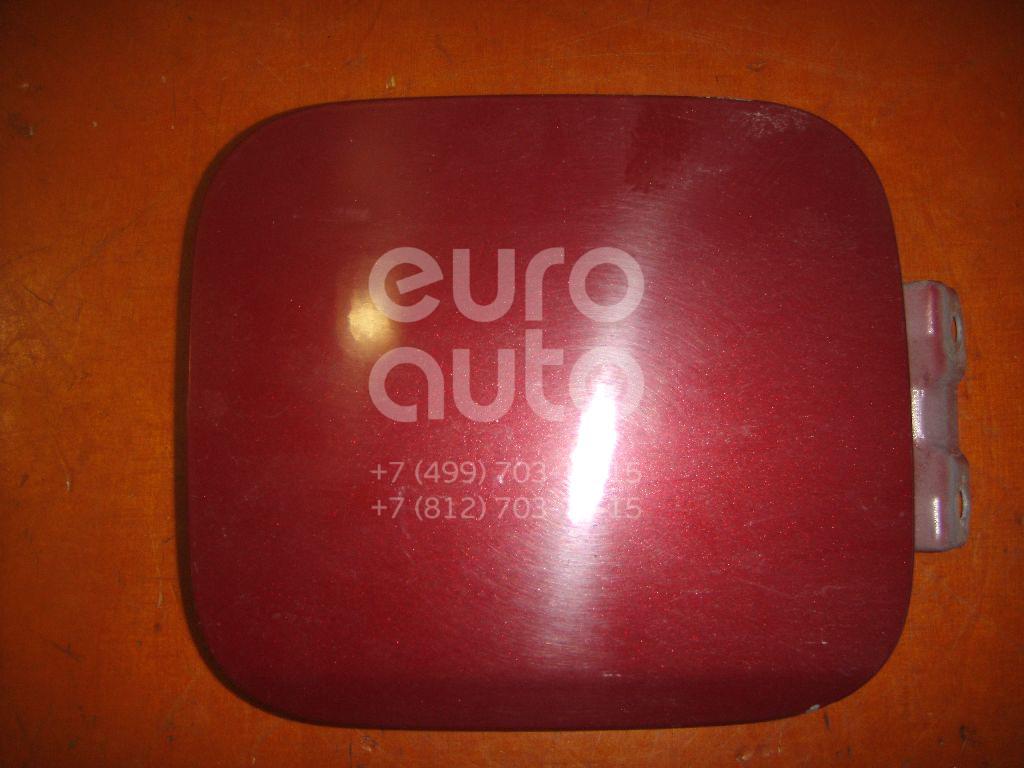 euro
auto
+7 (499) 703
+7 (812) 703